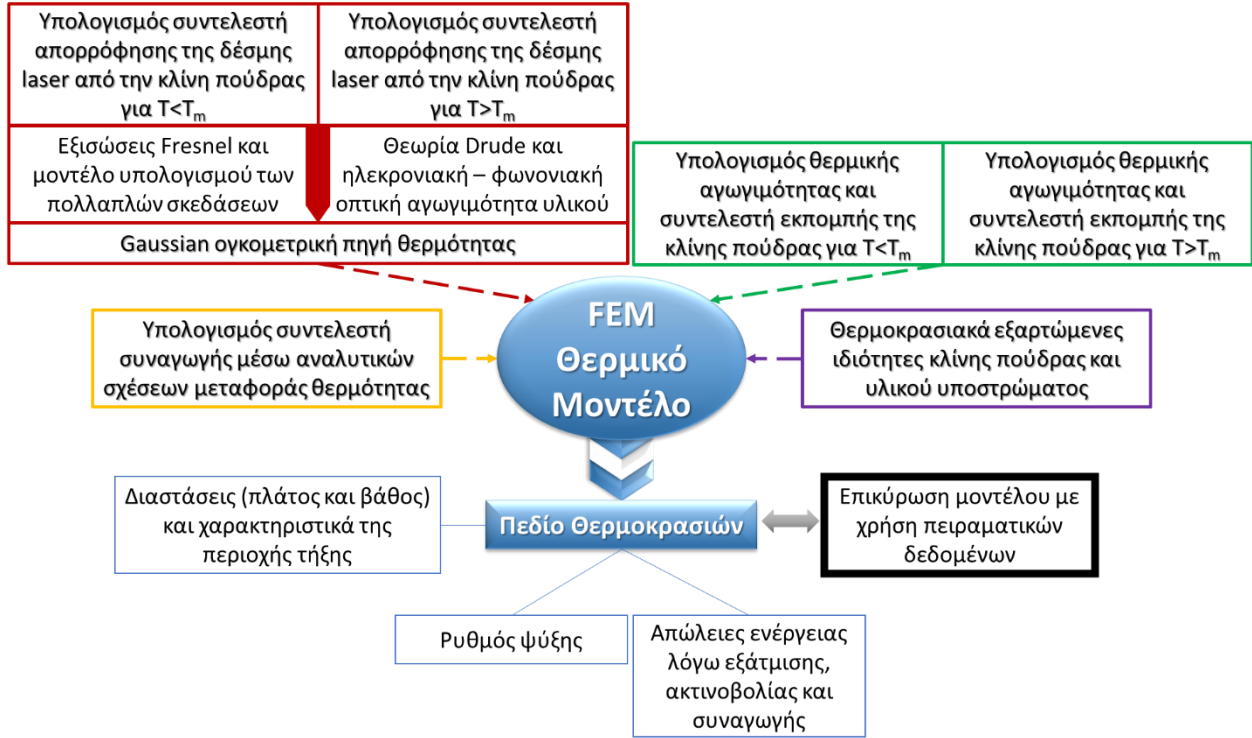 Υπολογισμός συντελεστή
απορρόφησης της δέσμης
laser από την κλίνη πούδρας
για T<Tm
Υπολογισμός συντελεστή
απορρόφησης της δέσμης
laser από την κλίνη πούδρας
για T>Tm
Εξισώσεις Fresnel και
μοντέλο υπολογισμού των
πολλαπλών σκεδάσεων
Θεωρία Drude και
ηλεκρονιακή – φωνονιακή
οπτική αγωγιμότητα υλικού
Gaussian ογκομετρική πηγή θερμότητας
Υπολογισμός θερμικής
αγωγιμότητας και
συντελεστή εκπομπής της
κλίνης πούδρας για T<Tm
Υπολογισμός θερμικής
αγωγιμότητας και
συντελεστή εκπομπής της
κλίνης πούδρας για T>Tm
Υπολογισμός συντελεστή
συναγωγής μέσω αναλυτικών
σχέσεων μεταφοράς θερμότητας
FEM
Θερμικό
Μοντέλο
Θερμοκρασιακά εξαρτώμενες
ιδιότητες κλίνης πούδρας και
υλικού υποστρώματος
Διαστάσεις (πλάτος και βάθος)
και χαρακτηριστικά της
περιοχής τήξης
Πεδίο Θερμοκρασιών
Επικύρωση μοντέλου με
χρήση πειραματικών
δεδομένων
Ρυθμός ψύξης
Απώλειες ενέργειας
λόγω εξάτμισης,
ακτινοβολίας και
συναγωγής